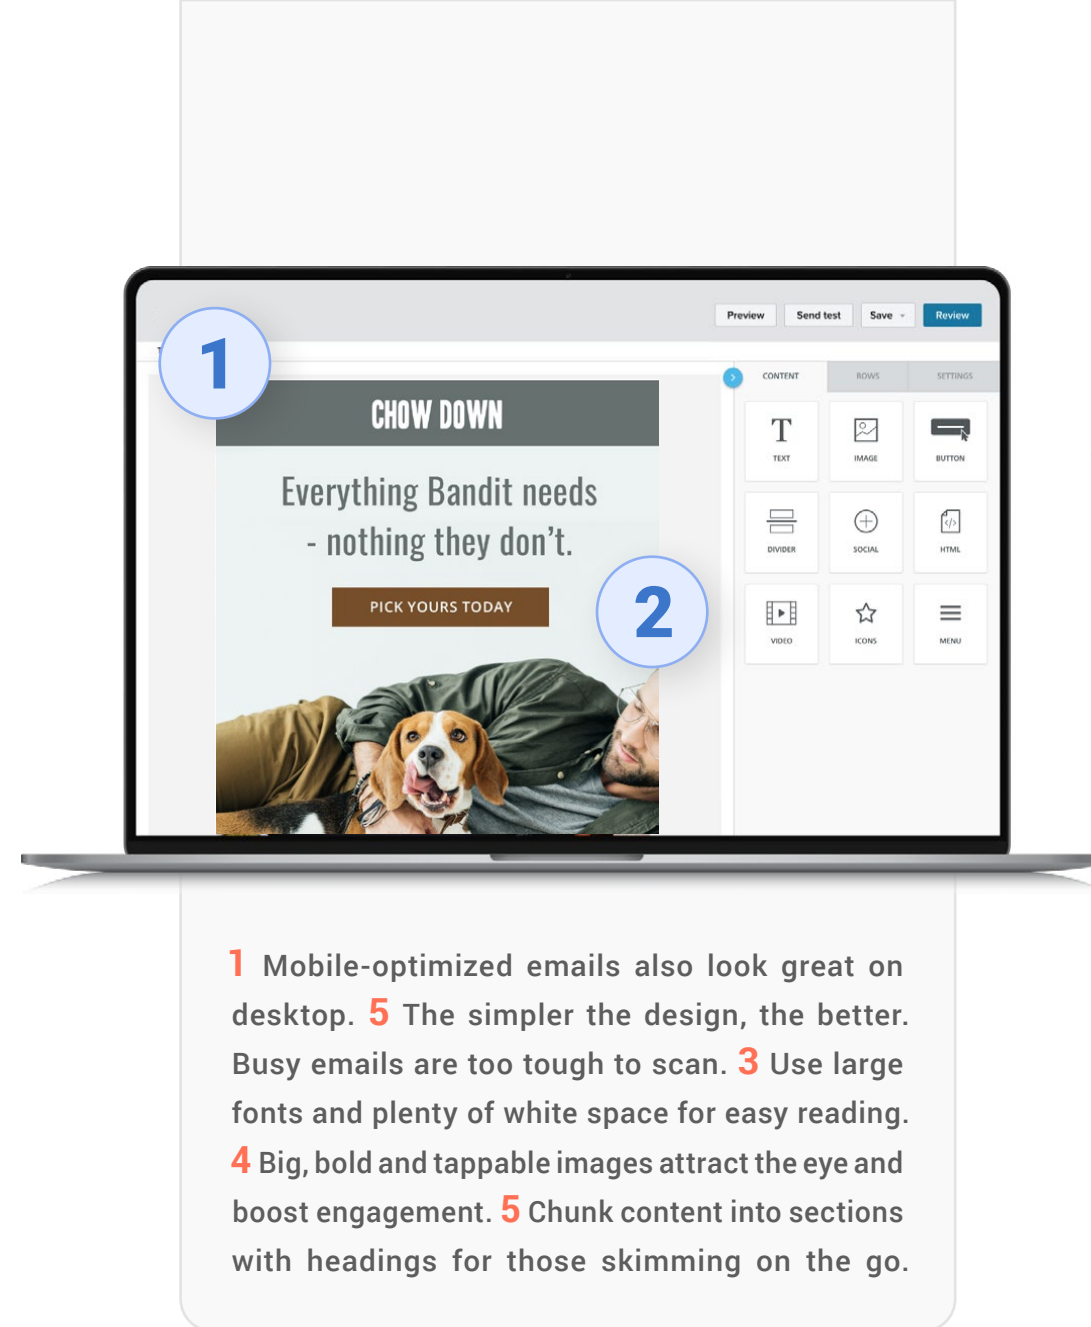 Preview Send test Save Review
1
CONTENT ROWS SETTINGS
CHOW DOWN
Everything Bandit needs
- nothing they don't.
PICK YOURS TODAY
2
T
TEXT IMAGE BUTTON
DIVIDER SOCIAL HTML
VIDEO ICONS MENU
1 Mobile-optimized emails also look great on
desktop. 5 The simpler the design, the better.
Busy emails are too tough to scan. 3 Use large
fonts and plenty of white space for easy reading.
4 Big, bold and tappable images attract the eye and
boost engagement. 5 Chunk content into sections
with headings for those skimming on the go.